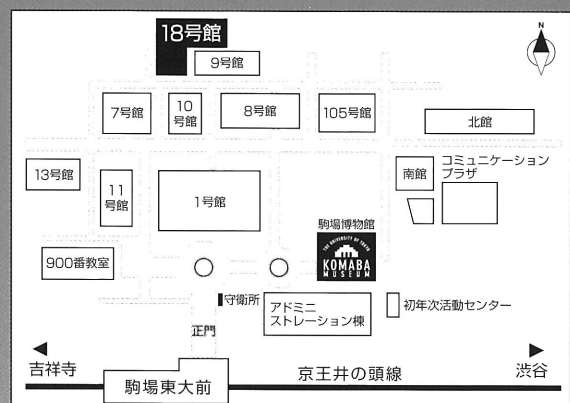 18号館
N
9号館
7号館
10
号館
8号館
105号館
北館
13号館
11
号館
1号館
南館
コミュニケーション
プラザ
駒場博物館
THE UNIVERSITY OF TOKYO
KOMABA
MUSEUM
900番教室
守衛所
アドミニ
ストレーション棟
初年次活動センター
正門
吉祥寺
渋谷
京王井の頭線
駒場東大前